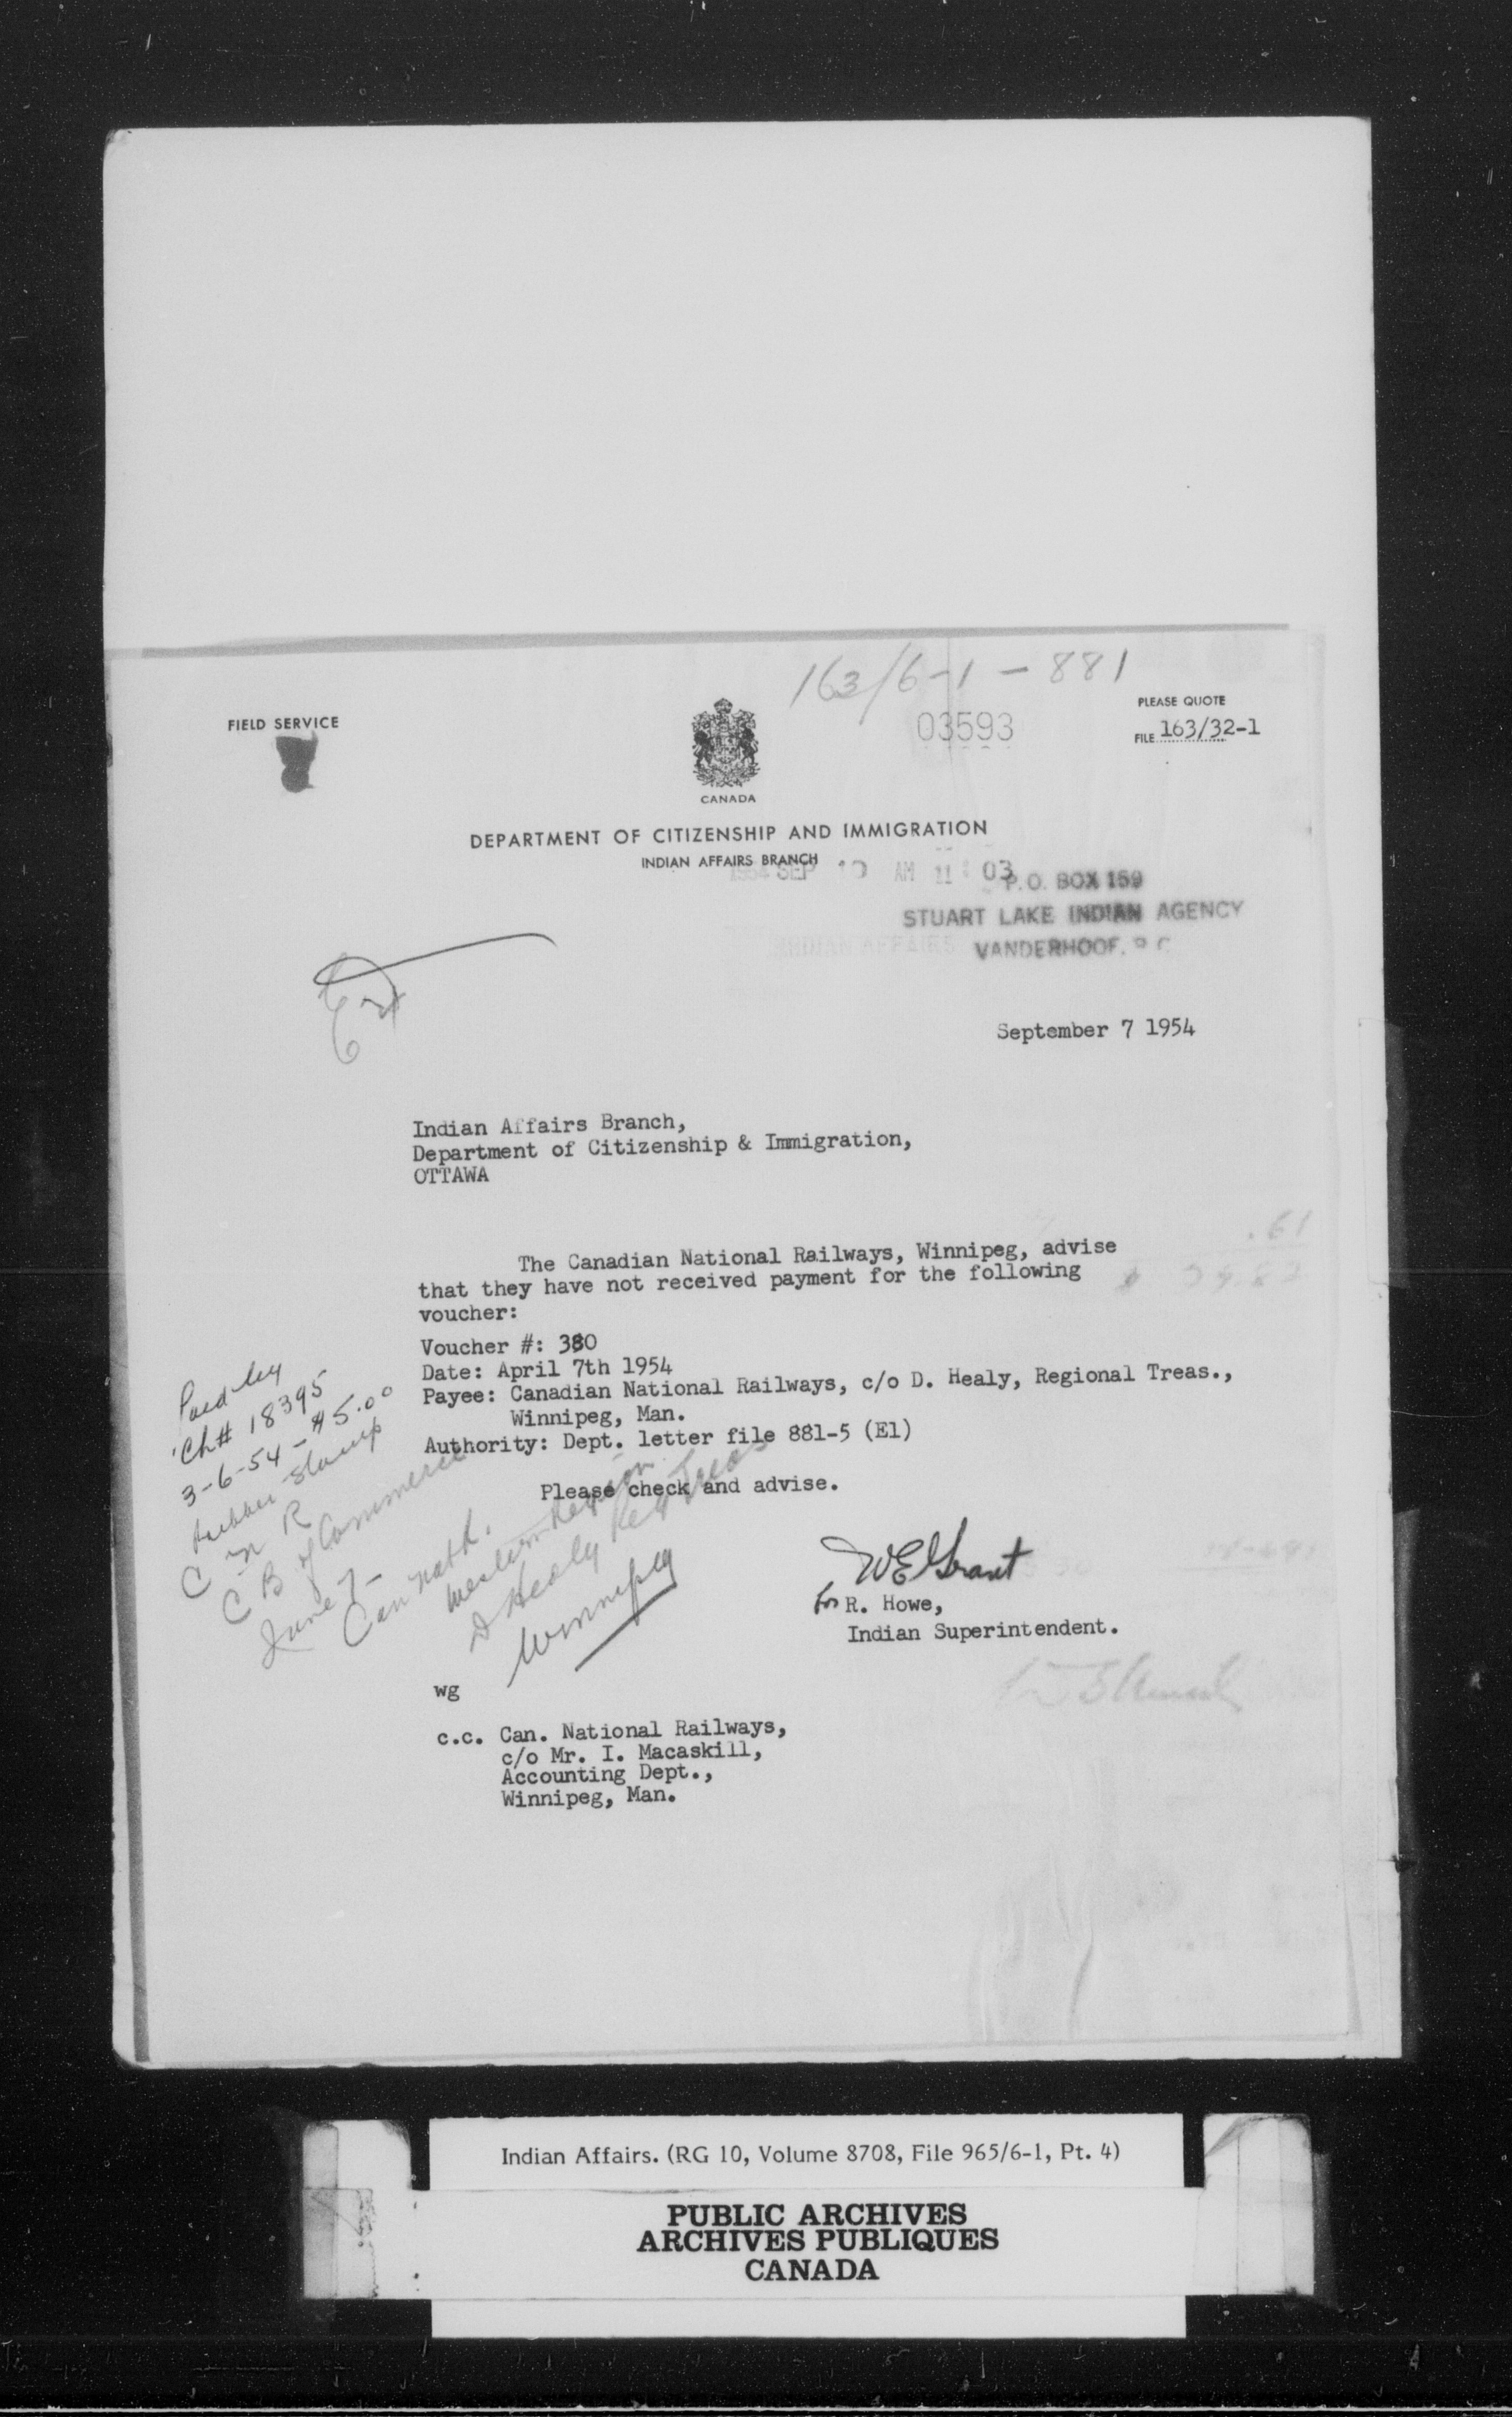 163/6-1-881
FIELD SERVICE
03593
PLEASE QUOTE
FILE 163/32-1
CANADA
DEPARTMENT OF CITIZENSHIP AND IMMIGRATION
INDIAN AFFAIRS BRANCH
1954 SEP 10 AM 11:03
P.O. BOX 159
STUART LAKE INDIAN AGENCY
INDIAN AFFAIRS
VANDERHOOF, B C
September 7 1954
Indian Affairs Branch,
Department of Citizenship & Immigration,
OTTAWA
The Canadian National Railways, Winnipeg, advise
that they have not received payment for the following
voucher:
Voucher #: 380
Date: April 7th 1954
Payee: Canadian National Railways, c/o D. Healy, Regional Treas.,
Winnipeg, Man.
Authority: Dept. letter file 881-5 (E1)
Please check and advise.
Paid by
Ch# 18395
3-6-54 - $5.00
Rubber Stamp
C N R
C B of Commerce
June 7 -
Can Natl.
Western Region
D Healy Reg Treas
Winnipeg
WEGrant
for R. Howe,
Indian Superintendent.
wg
c.c. Can. National Railways,
c/o Mr. I. Macaskill,
Accounting Dept.,
Winnipeg, Man.
Indian Affairs. (RG 10, Volume 8708, File 965/6-1, Pt. 4)
PUBLIC ARCHIVES
ARCHIVES PUBLIQUES
CANADA